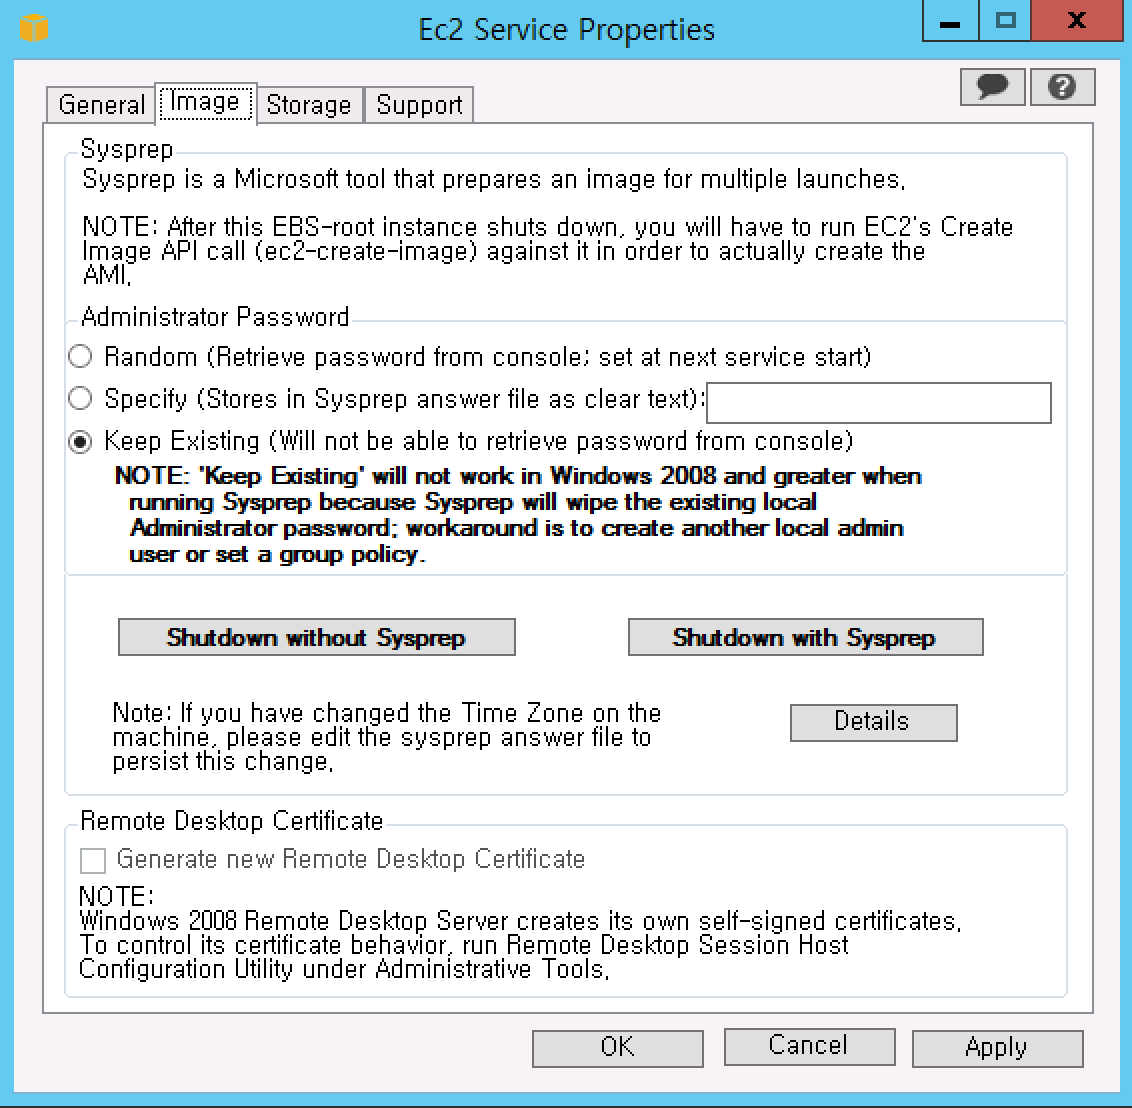 Ec2 Service Properties
General
Image
Storage
Support
Sysprep
Sysprep is a Microsoft tool that prepares an image for multiple launches.
NOTE: After this EBS-root instance shuts down, you will have to run EC2's Create
Image API call (ec2-create-image) against it in order to actually create the
AMI.
Administrator Password
Random (Retrieve password from console; set at next service start)
Specify (Stores in Sysprep answer file as clear text):
Keep Existing (Will not be able to retrieve password from console)
NOTE: 'Keep Existing' will not work in Windows 2008 and greater when
running Sysprep because Sysprep will wipe the existing local
Administrator password; workaround is to create another local admin
user or set a group policy.
Shutdown without Sysprep
Shutdown with Sysprep
Note: If you have changed the Time Zone on the
machine, please edit the sysprep answer file to
persist this change.
Details
Remote Desktop Certificate
Generate new Remote Desktop Certificate
NOTE:
Windows 2008 Remote Desktop Server creates its own self-signed certificates.
To control its certificate behavior, run Remote Desktop Session Host
Configuration Utility under Administrative Tools.
OK
Cancel
Apply